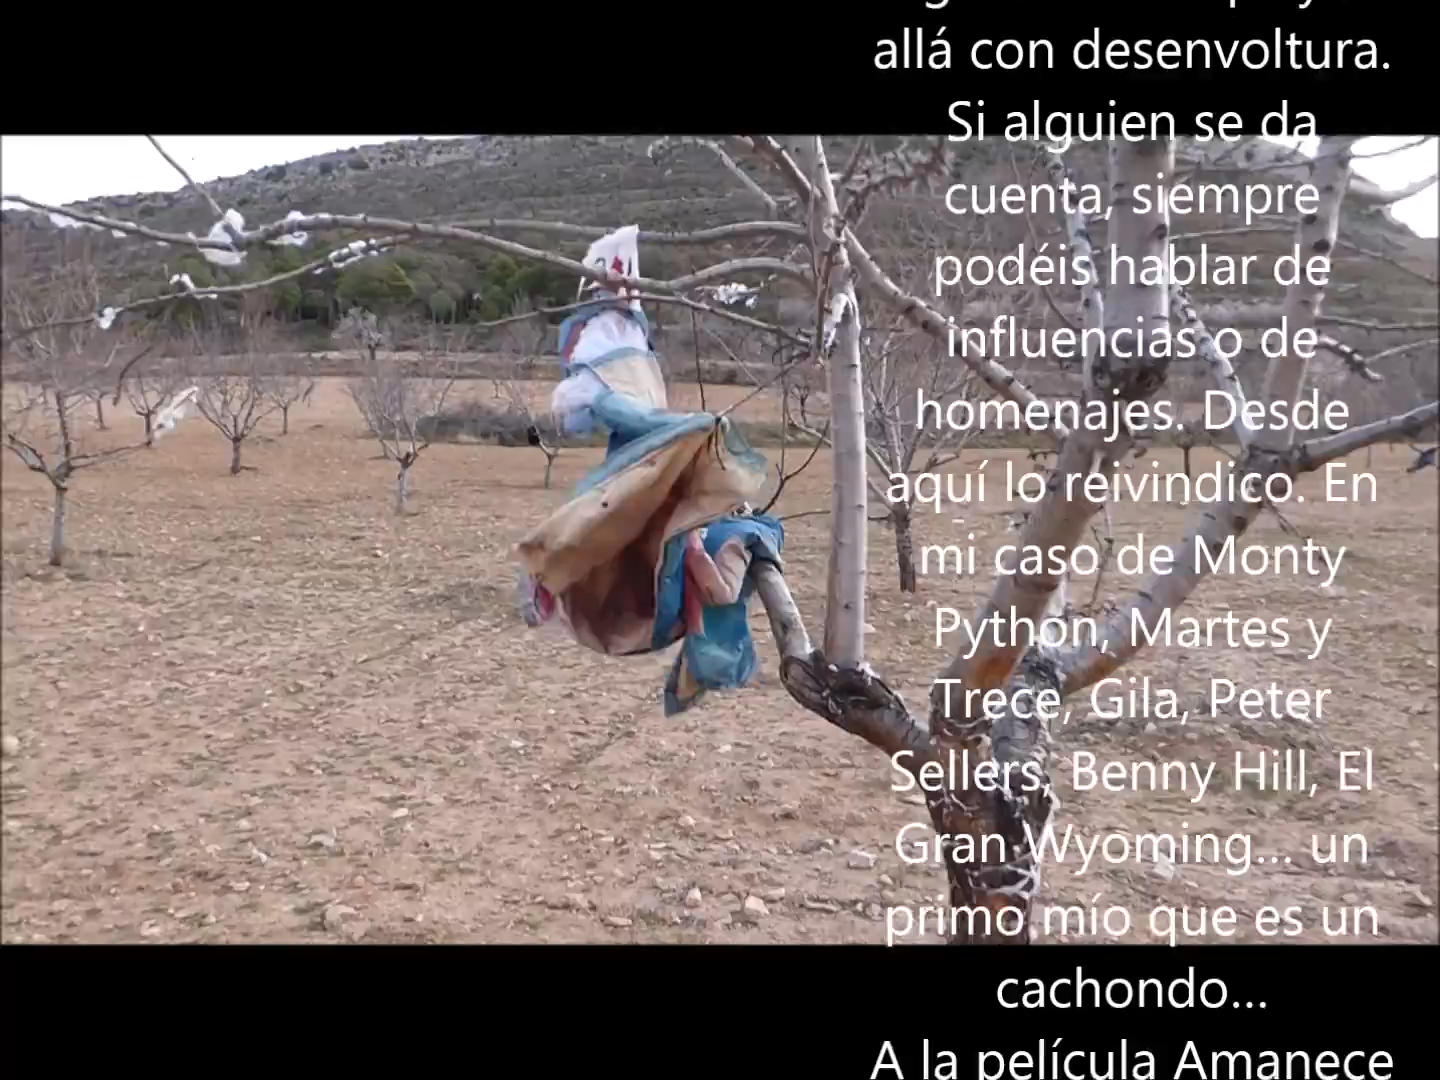 allá con desenvoltura.
Si alguien se da
cuenta, siempre
podéis hablar de
influencias o de
homenajes. Desde
aquí lo reivindico. En
mi caso de Monty
Python, Martes y
Trece, Gila, Peter
Sellers, Benny Hill, El
Gran Wyoming... un
primo mío que es un
cachondo...
A la película Amanece